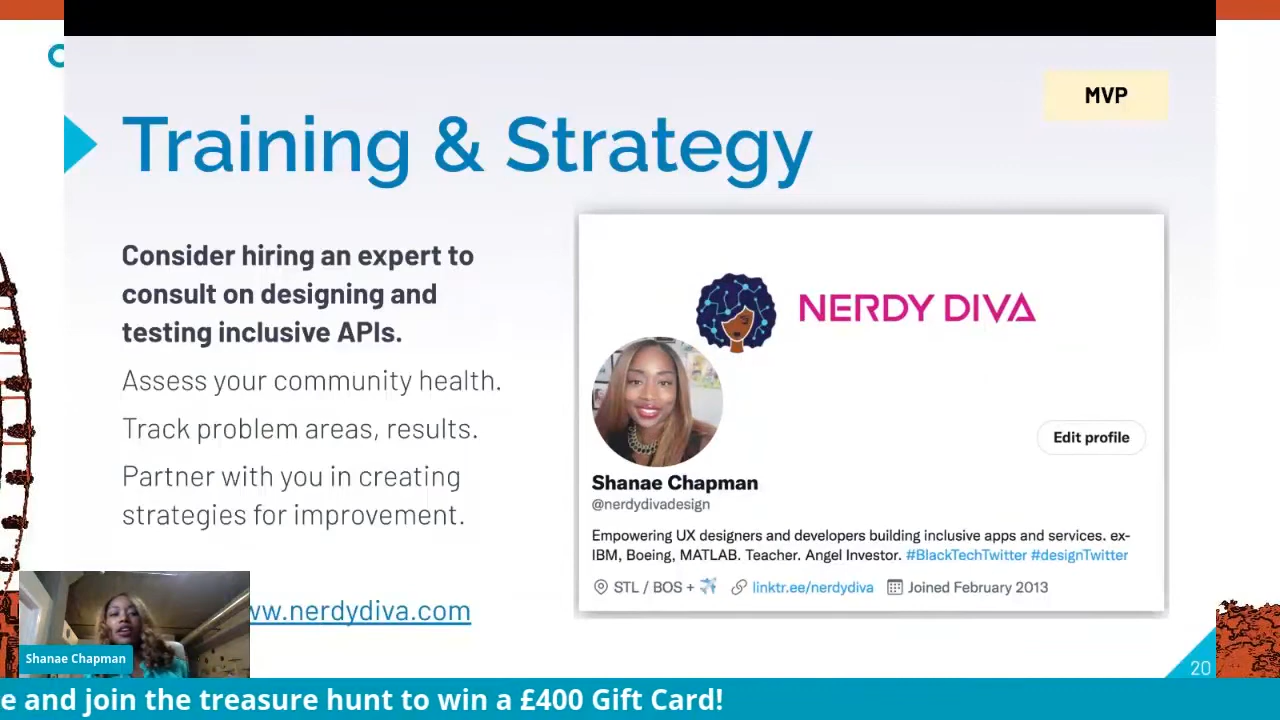 MVP
Training & Strategy
Consider hiring an expert to
consult on designing and
testing inclusive APIs.
Assess your community health.
Track problem areas, results.
Partner with you in creating
strategies for improvement.
ww.nerdydiva.com
NERDY DIVA
Edit profile
Shanae Chapman
@nerdydivadesign
Empowering UX designers and developers building inclusive apps and services. ex-
IBM, Boeing, MATLAB. Teacher. Angel Investor. #BlackTechTwitter #designTwitter
STL / BOS + ✈️ linktr.ee/nerdydiva Joined February 2013
Shanae Chapman
20
e and join the treasure hunt to win a £400 Gift Card!